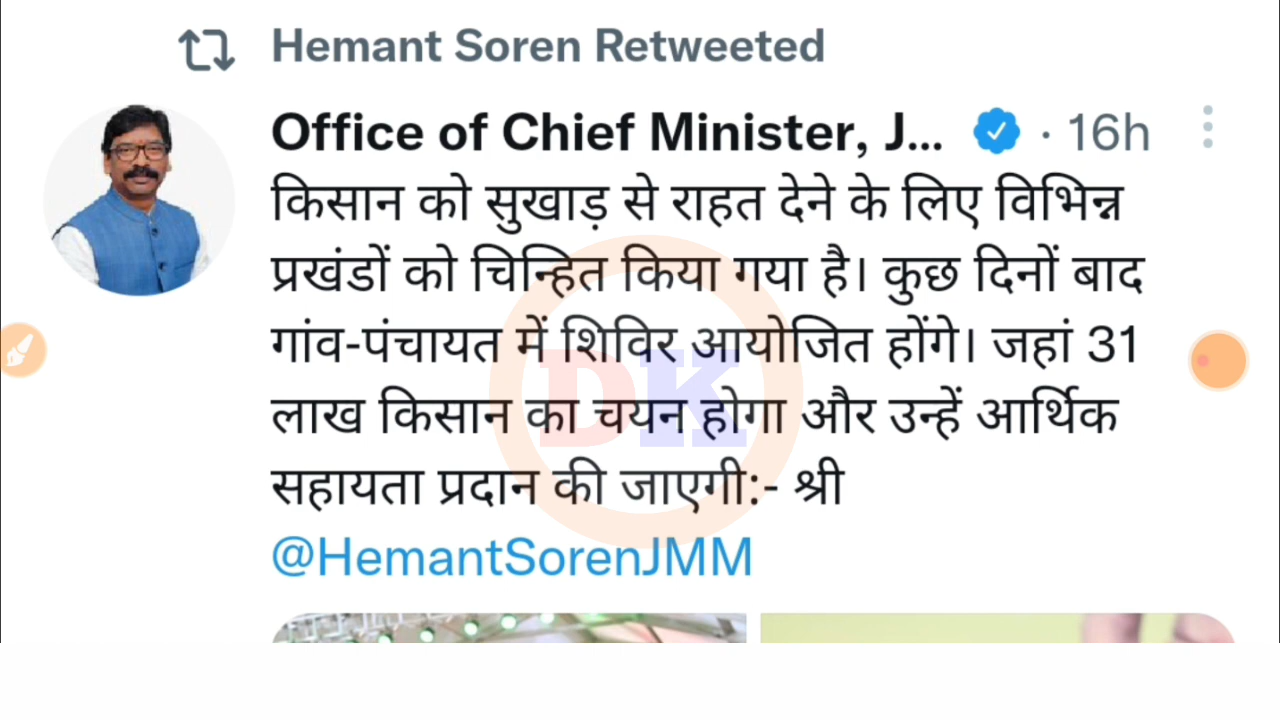 Hemant Soren Retweeted
Office of Chief Minister, J... · 16h
किसान को सुखाड़ से राहत देने के लिए विभिन्न
प्रखंडों को चिन्हित किया गया है। कुछ दिनों बाद
गांव-पंचायत में शिविर आयोजित होंगे। जहां 31
लाख किसान का चयन होगा और उन्हें आर्थिक
सहायता प्रदान की जाएगी:- श्री
@HemantSorenJMM
DK